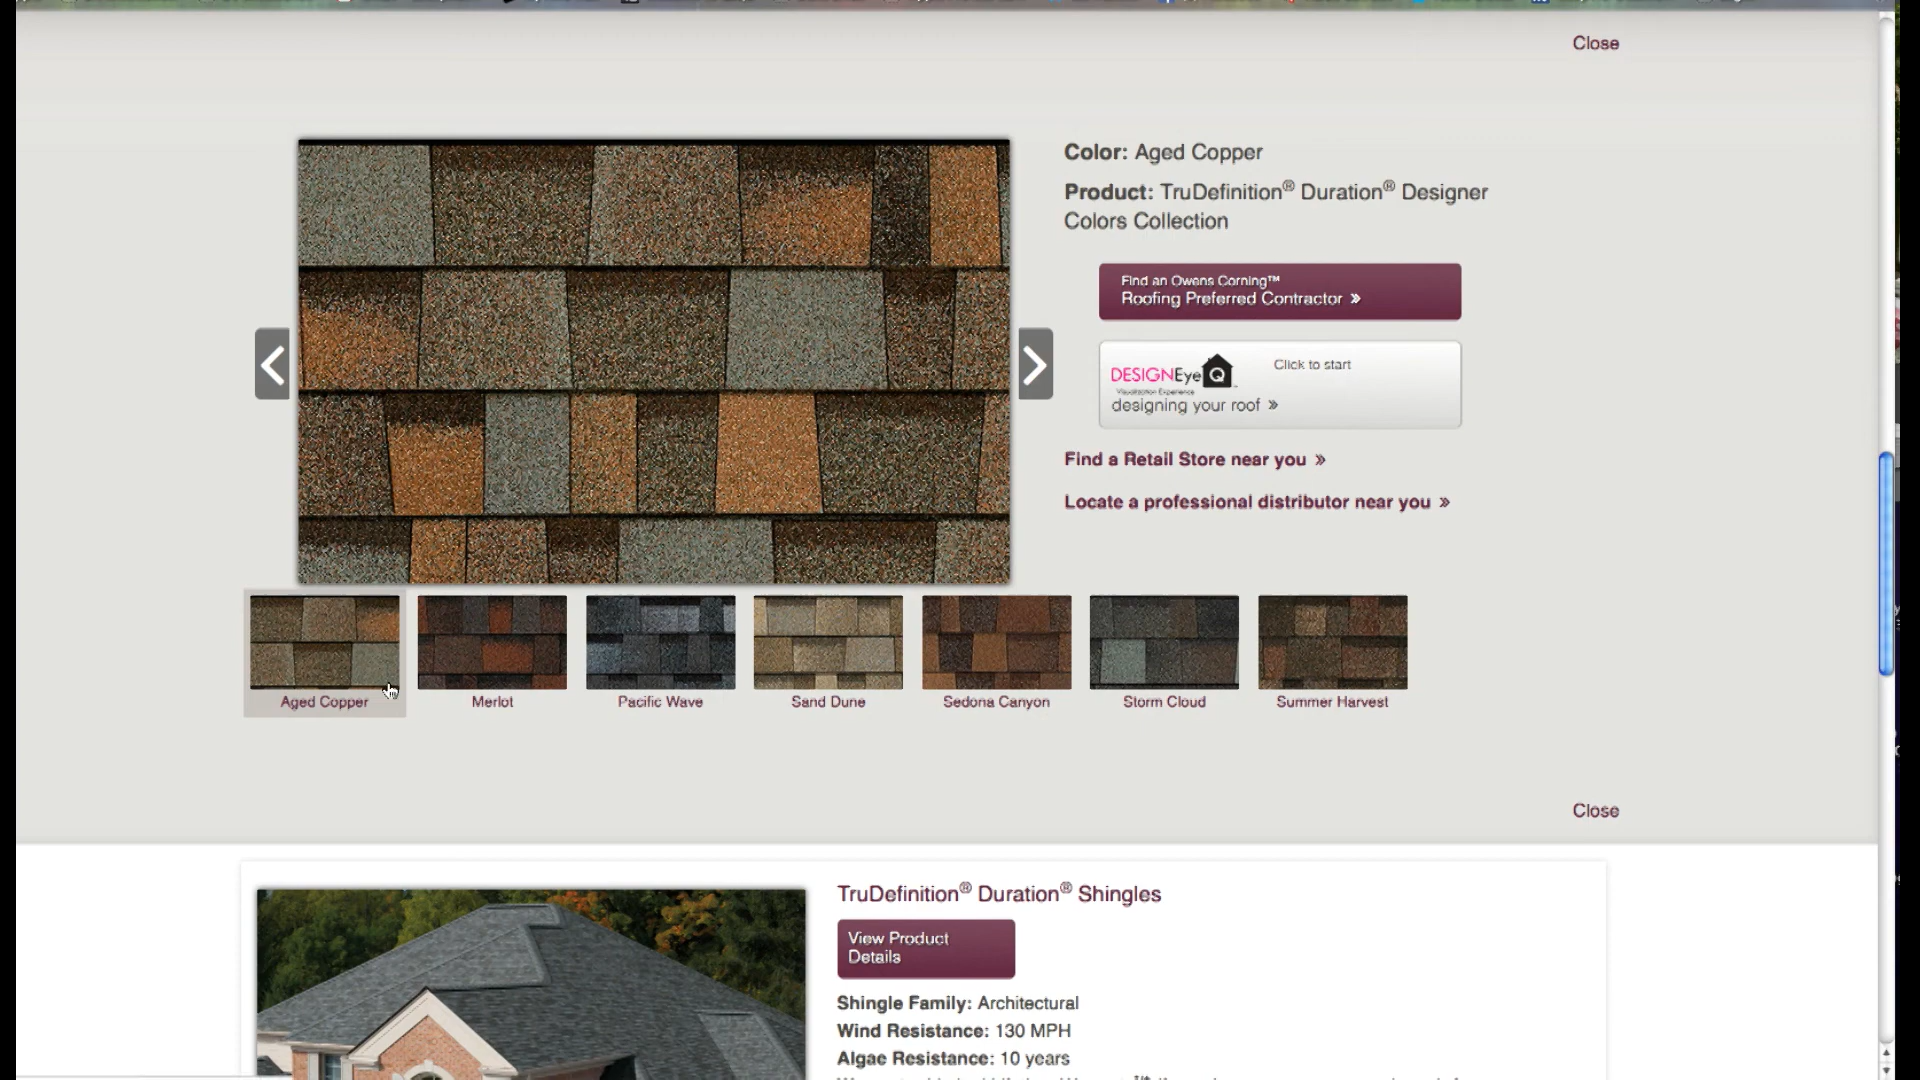 Close
Color: Aged Copper
Product: TruDefinition® Duration® Designer
Colors Collection
Find an Owens Corning™
Roofing Preferred Contractor »
DESIGNEyeQ Click to start
Visualization Experience
designing your roof »
Find a Retail Store near you »
Locate a professional distributor near you »
Aged Copper
Merlot
Pacific Wave
Sand Dune
Sedona Canyon
Storm Cloud
Summer Harvest
Close
TruDefinition® Duration® Shingles
View Product
Details
Shingle Family: Architectural
Wind Resistance: 130 MPH
Algae Resistance: 10 years